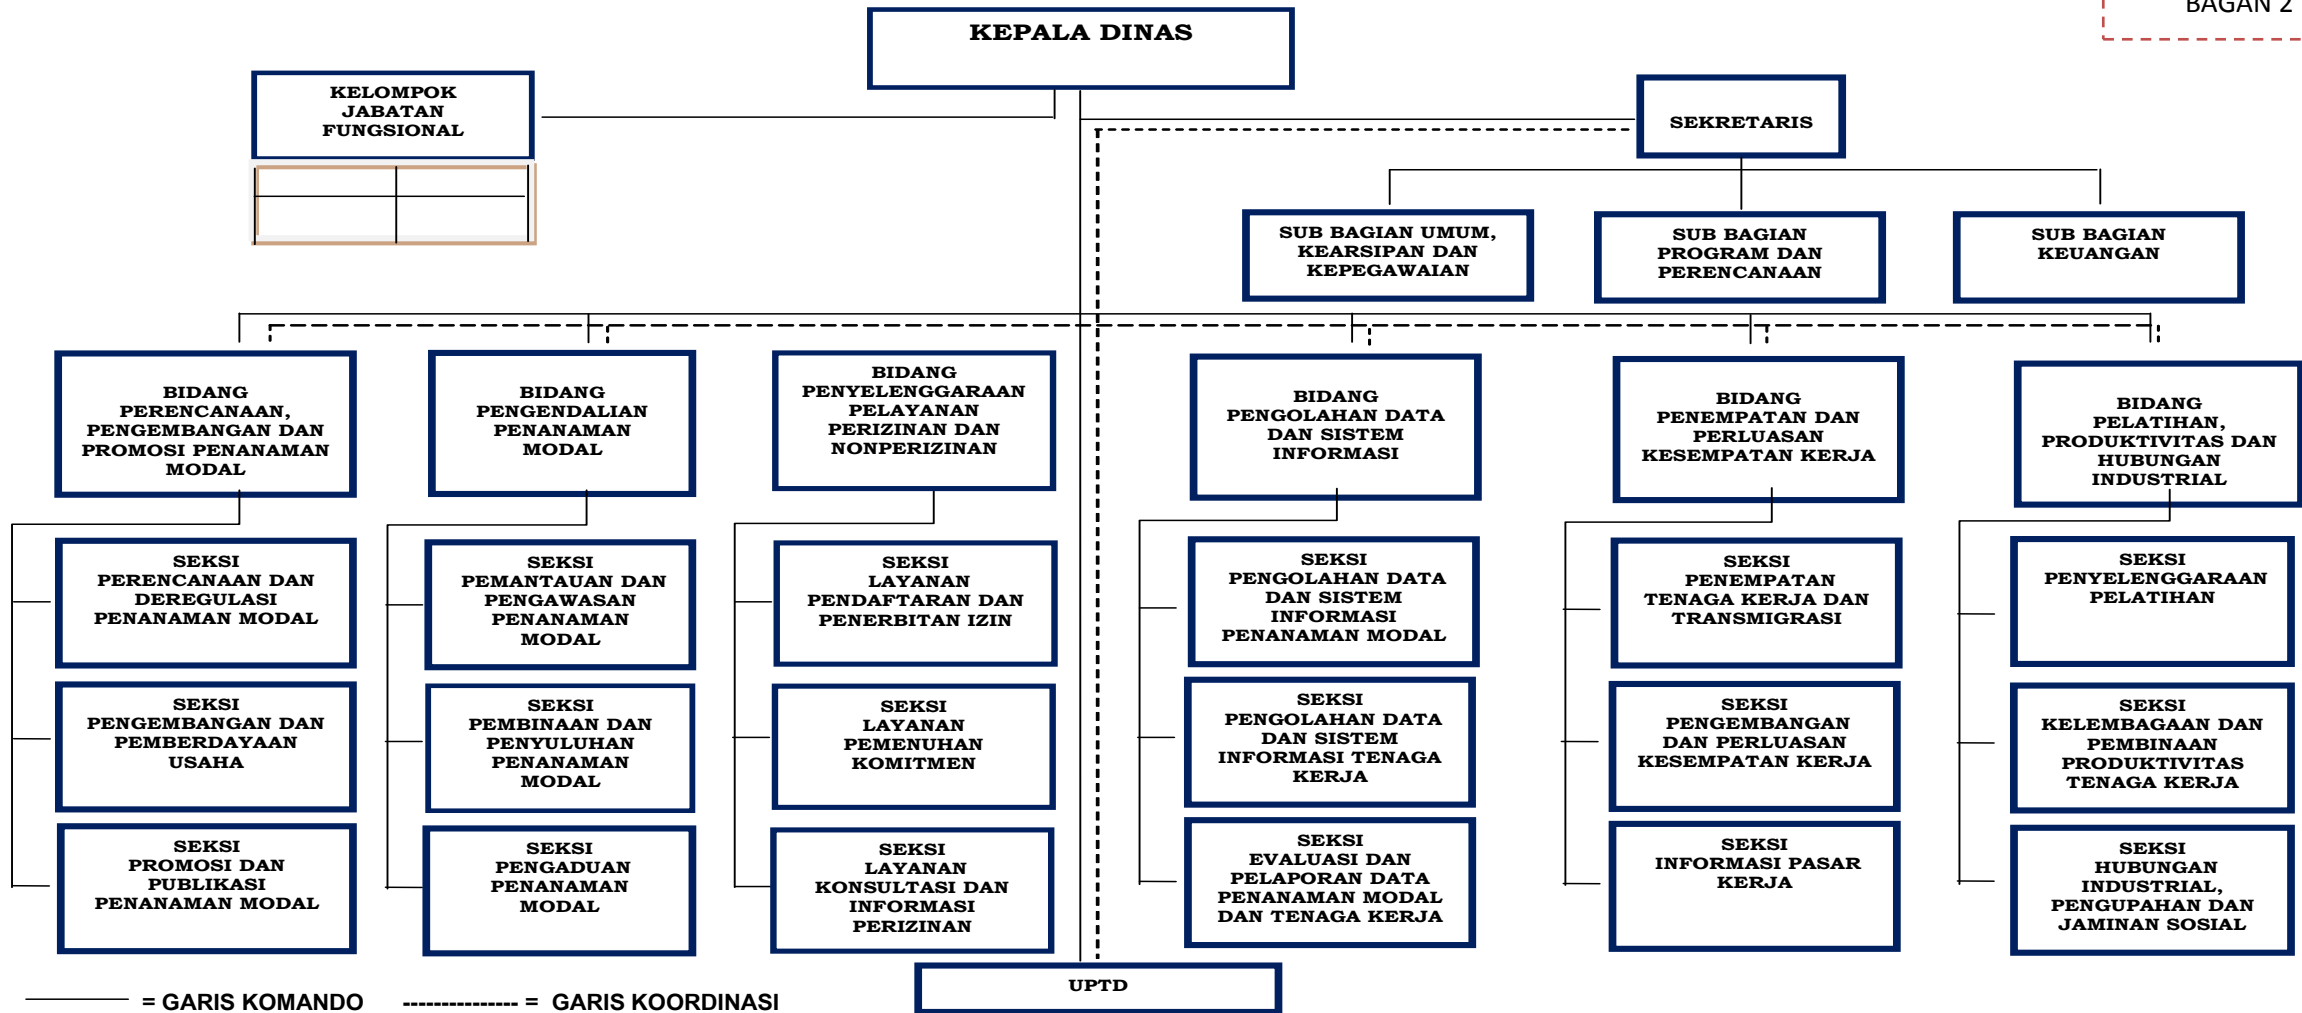 BAGAN 2
KEPALA DINAS
KELOMPOK
JABATAN
FUNGSIONAL
SEKRETARIS
SUB BAGIAN UMUM,
KEARSIPAN DAN
KEPEGAWAIAN
SUB BAGIAN
PROGRAM DAN
PERENCANAAN
SUB BAGIAN
KEUANGAN
BIDANG
PERENCANAAN,
PENGEMBANGAN DAN
PROMOSI PENANAMAN
MODAL
BIDANG
PENGENDALIAN
PENANAMAN
MODAL
BIDANG
PENYELENGGARAAN
PELAYANAN
PERIZINAN DAN
NONPERIZINAN
BIDANG
PENGOLAHAN DATA
DAN SISTEM
INFORMASI
BIDANG
PENEMPATAN DAN
PERLUASAN
KESEMPATAN KERJA
BIDANG
PELATIHAN,
PRODUKTIVITAS DAN
HUBUNGAN
INDUSTRIAL
SEKSI
PERENCANAAN DAN
DEREGULASI
PENANAMAN MODAL
SEKSI
PEMANTAUAN DAN
PENGAWASAN
PENANAMAN
MODAL
SEKSI
LAYANAN
PENDAFTARAN DAN
PENERBITAN IZIN
SEKSI
PENGOLAHAN DATA
DAN SISTEM
INFORMASI
PENANAMAN MODAL
SEKSI
PENEMPATAN
TENAGA KERJA DAN
TRANSMIGRASI
SEKSI
PENYELENGGARAAN
PELATIHAN
SEKSI
PENGEMBANGAN DAN
PEMBERDAYAAN
USAHA
SEKSI
PEMBINAAN DAN
PENYULUHAN
PENANAMAN
MODAL
SEKSI
LAYANAN
PEMENUHAN
KOMITMEN
SEKSI
PENGOLAHAN DATA
DAN SISTEM
INFORMASI TENAGA
KERJA
SEKSI
PENGEMBANGAN
DAN PERLUASAN
KESEMPATAN KERJA
SEKSI
KELEMBAGAAN DAN
PEMBINAAN
PRODUKTIVITAS
TENAGA KERJA
SEKSI
PROMOSI DAN
PUBLIKASI
PENANAMAN MODAL
SEKSI
PENGADUAN
PENANAMAN
MODAL
SEKSI
LAYANAN
KONSULTASI DAN
INFORMASI
PERIZINAN
SEKSI
EVALUASI DAN
PELAPORAN DATA
PENANAMAN MODAL
DAN TENAGA KERJA
SEKSI
INFORMASI PASAR
KERJA
SEKSI
HUBUNGAN
INDUSTRIAL,
PENGUPAHAN DAN
JAMINAN SOSIAL
UPTD
= GARIS KOMANDO --------------- = GARIS KOORDINASI